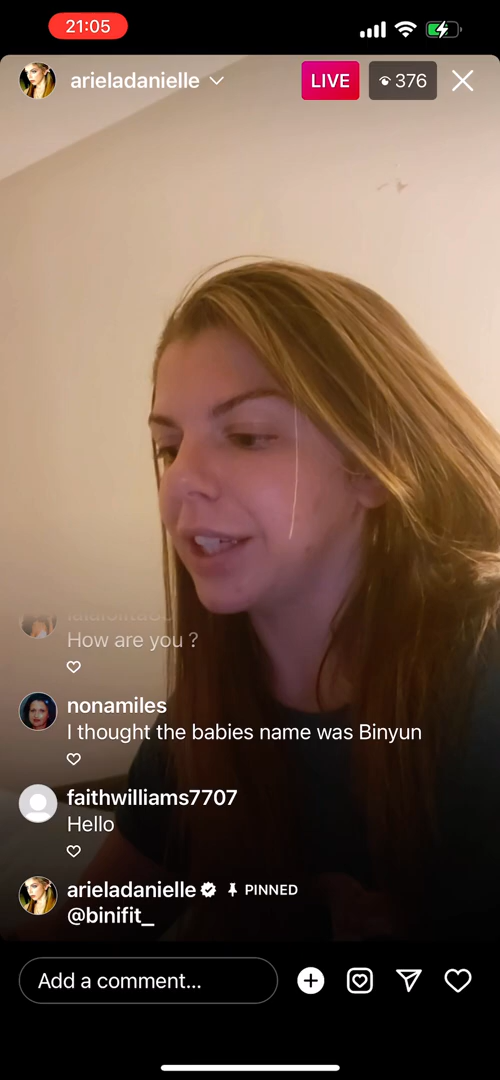 21:05
arieladanielle
LIVE
376
How are you ?
nonamiles
I thought the babies name was Binyun
faithwilliams7707
Hello
arieladanielle PINNED
@binifit_
Add a comment...